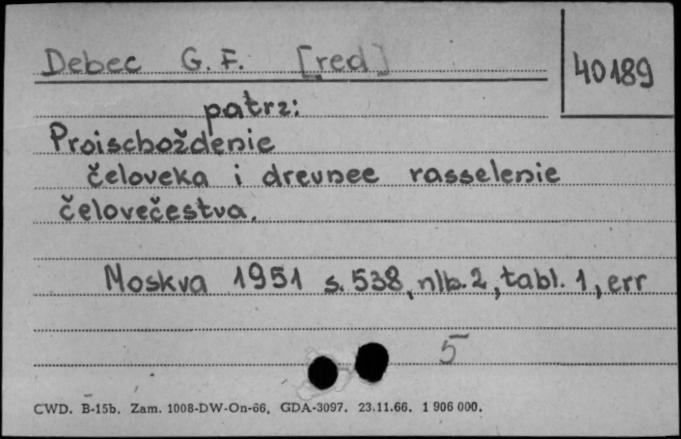 Debec G. F. [red]
40189
patrz:
Proischoždenie
čeloveka i drevnee rasselenie
čelovečestva.
Moskva 1951 s. 538, nlb. 2, tabl. 1, err
5
CWD. B-15b. Zam. 1008-DW-On-66. GDA-3097. 23.11.66. 1 906 000.